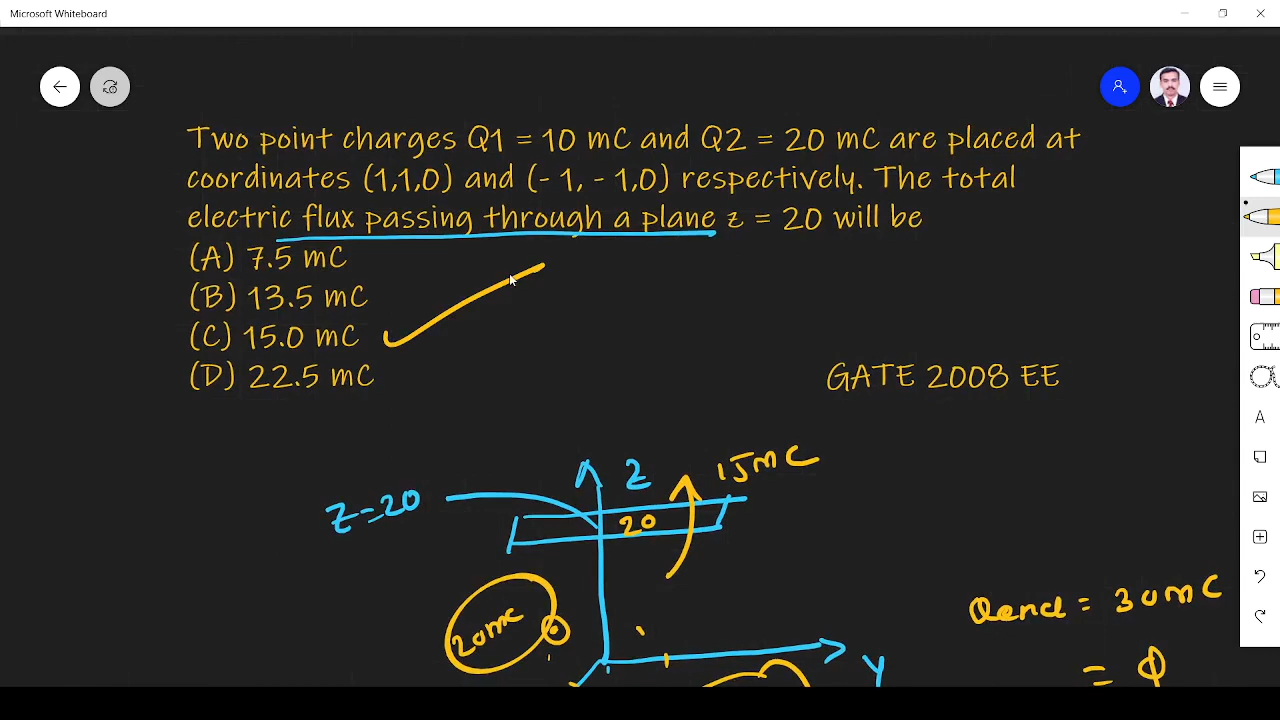 Microsoft Whiteboard
Two point charges Q1 = 10 mC and Q2 = 20 mC are placed at
coordinates (1,1,0) and (- 1, - 1,0) respectively. The total
electric flux passing through a plane z = 20 will be
(A) 7.5 mC
(B) 13.5 mC
(C) 15.0 mC
(D) 22.5 mC
GATE 2008 EE
Z
15mC
Z=20
20
20mC
Qencl = 30mC
Y
= φ
A